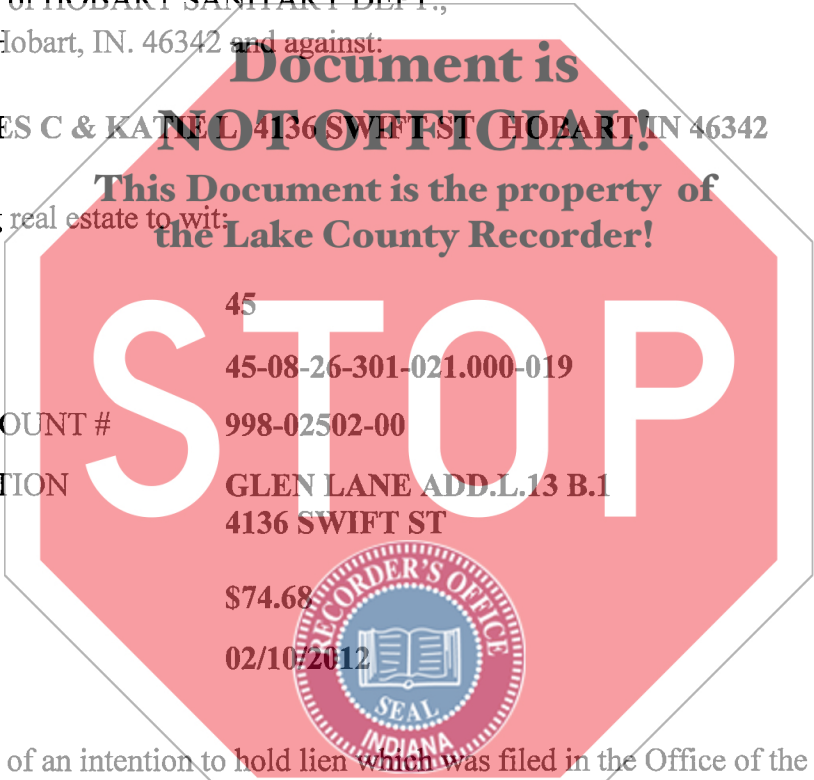 of HOBART SANITARY DEPT.,
Hobart, IN. 46342 and against:
Document is
ES C & KATIE L 4136 SWIFT ST HOBART IN 46342
NOT OFFICIAL!
This Document is the property of
real estate to wit:
the Lake County Recorder!
45
STOP
45-08-26-301-021.000-019
OUNT # 998-02502-00
TION GLEN LANE ADD.L.13 B.1
4136 SWIFT ST
$74.68
RECORDER'S OFFICE
02/10/2012
SEAL
INDIANA
of an intention to hold lien which was filed in the Office of the